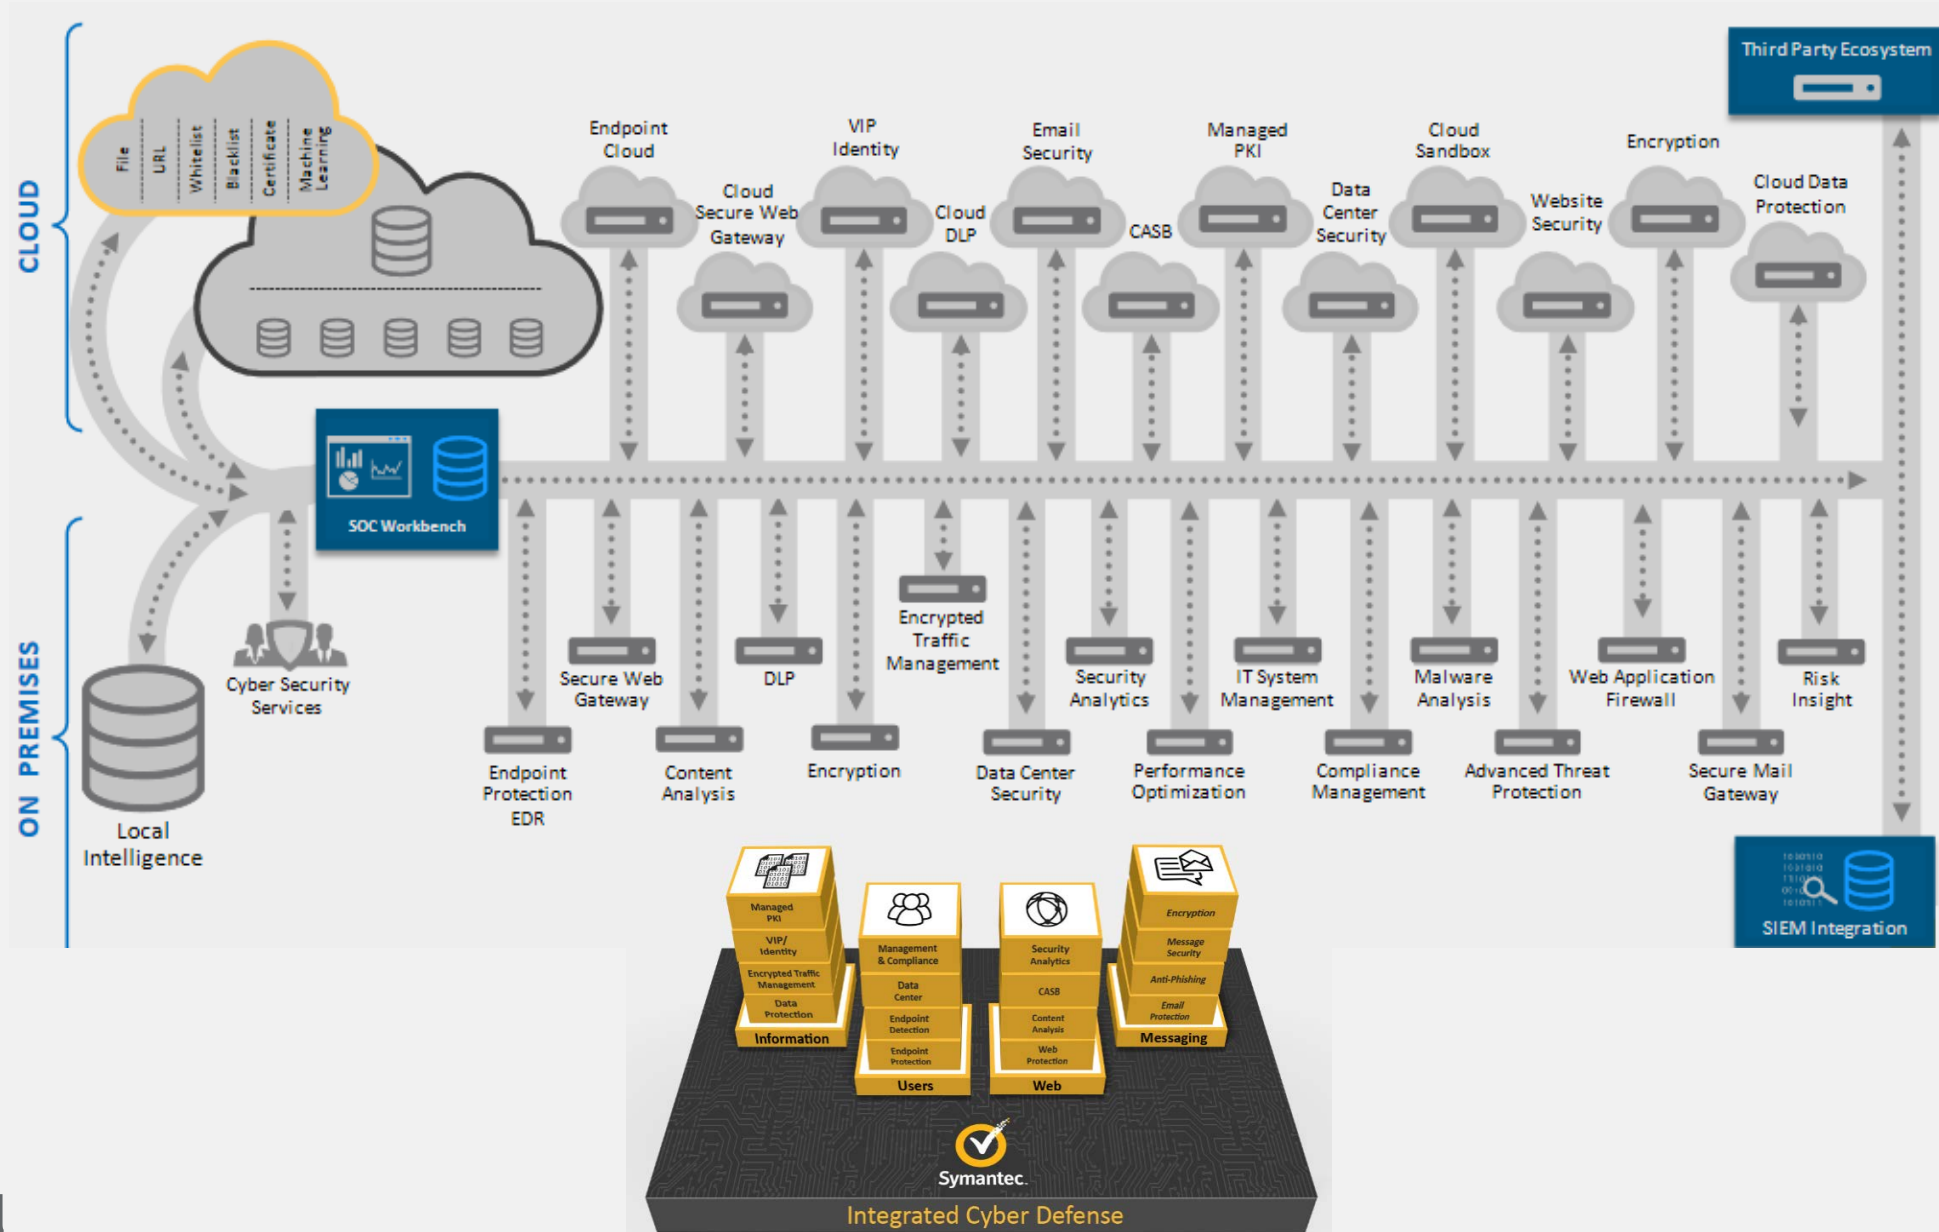 CLOUD
File
URL
Whitelist
Blacklist
Certificate
Machine
Learning
Endpoint
Cloud
Cloud
Secure Web
Gateway
VIP
Identity
Cloud
DLP
Email
Security
CASB
Managed
PKI
Data
Center
Security
Cloud
Sandbox
Website
Security
Encryption
Cloud Data
Protection
Third Party Ecosystem
SOC Workbench
ON PREMISES
Local
Intelligence
Cyber Security
Services
Endpoint
Protection
EDR
Secure Web
Gateway
Content
Analysis
DLP
Encryption
Encrypted
Traffic
Management
Data Center
Security
Security
Analytics
Performance
Optimization
IT System
Management
Compliance
Management
Malware
Analysis
Advanced Threat
Protection
Web Application
Firewall
Secure Mail
Gateway
Risk
Insight
SIEM Integration
Managed
PKI
VIP/
Identity
Encrypted Traffic
Management
Data
Protection
Information
Management
& Compliance
Data
Center
Endpoint
Detection
Endpoint
Protection
Users
Security
Analytics
CASB
Content
Analysis
Web
Protection
Web
Encryption
Message
Security
Anti-Phishing
Email
Protection
Messaging
Symantec.
Integrated Cyber Defense